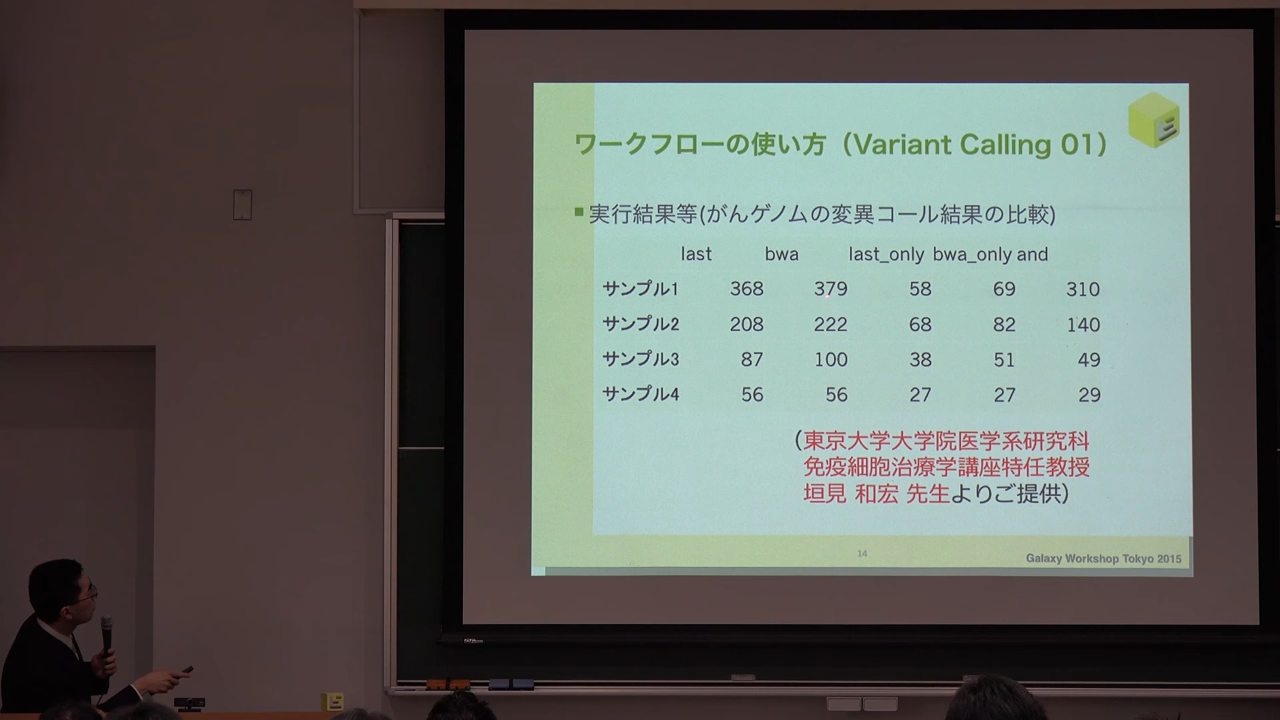 ワークフローの使い方（Variant Calling 01）
実行結果等(がんゲノムの変異コール結果の比較)
last bwa last_only bwa_only and
サンプル1 368 379 58 69 310
サンプル2 208 222 68 82 140
サンプル3 87 100 38 51 49
サンプル4 56 56 27 27 29
(東京大学大学院医学系研究科
免疫細胞治療学講座特任教授
垣見 和宏 先生よりご提供)
14
Galaxy Workshop Tokyo 2015